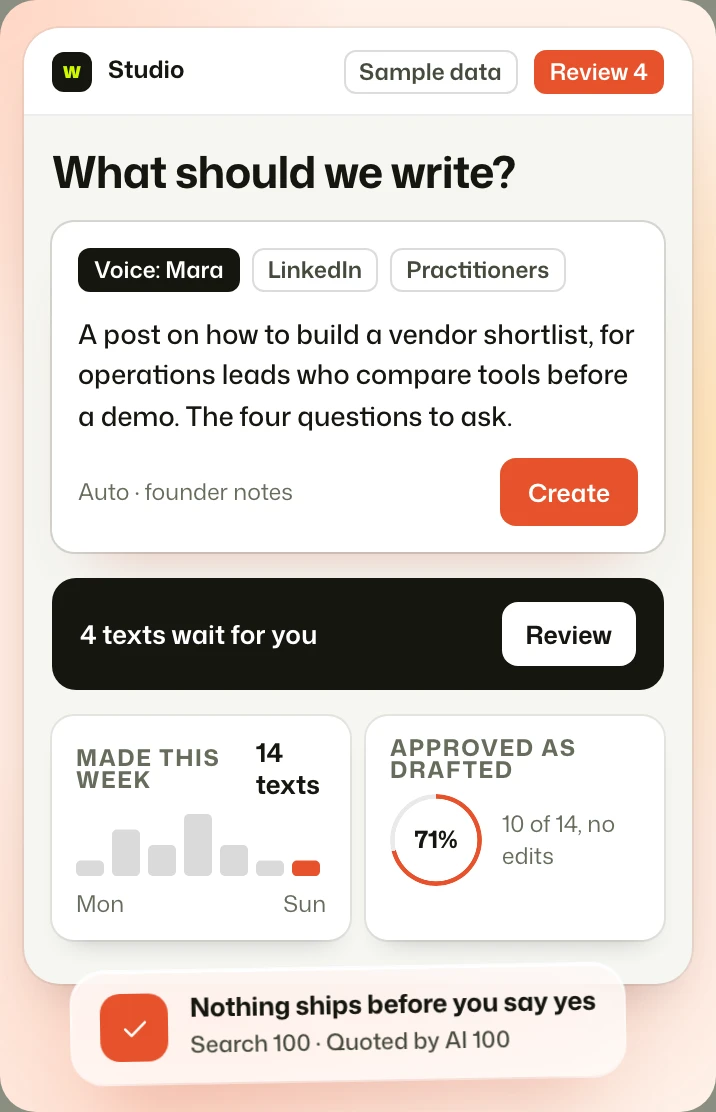 w Studio
Sample data
Review 4
What should we write?
Voice: Mara
LinkedIn
Practitioners
A post on how to build a vendor shortlist, for
operations leads who compare tools before
a demo. The four questions to ask.
Auto · founder notes
Create
4 texts wait for you
Review
MADE THIS
WEEK
14
texts
Mon
Sun
APPROVED AS
DRAFTED
71%
10 of 14, no
edits
Nothing ships before you say yes
Search 100 · Quoted by AI 100